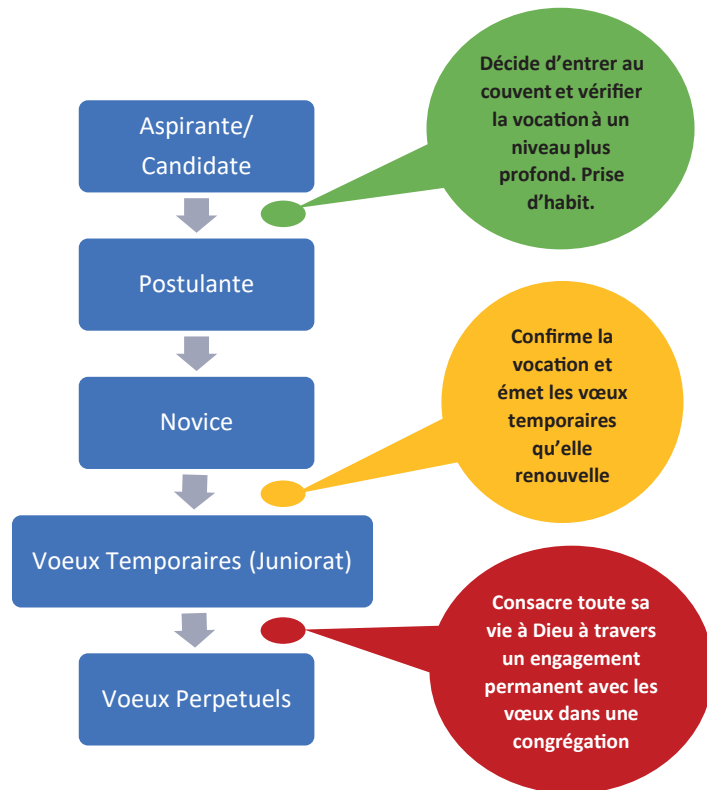 Aspirante/
Candidate
Décide d'entrer au
couvent et vérifier
la vocation à un
niveau plus
profond. Prise
d'habit.
Postulante
Novice
Confirme la
vocation et
émet les vœux
temporaires
qu'elle
renouvelle
Voeux Temporaires (Juniorat)
Consacre toute sa
vie à Dieu à travers
un engagement
permanent avec les
vœux dans une
congrégation
Voeux Perpetuels